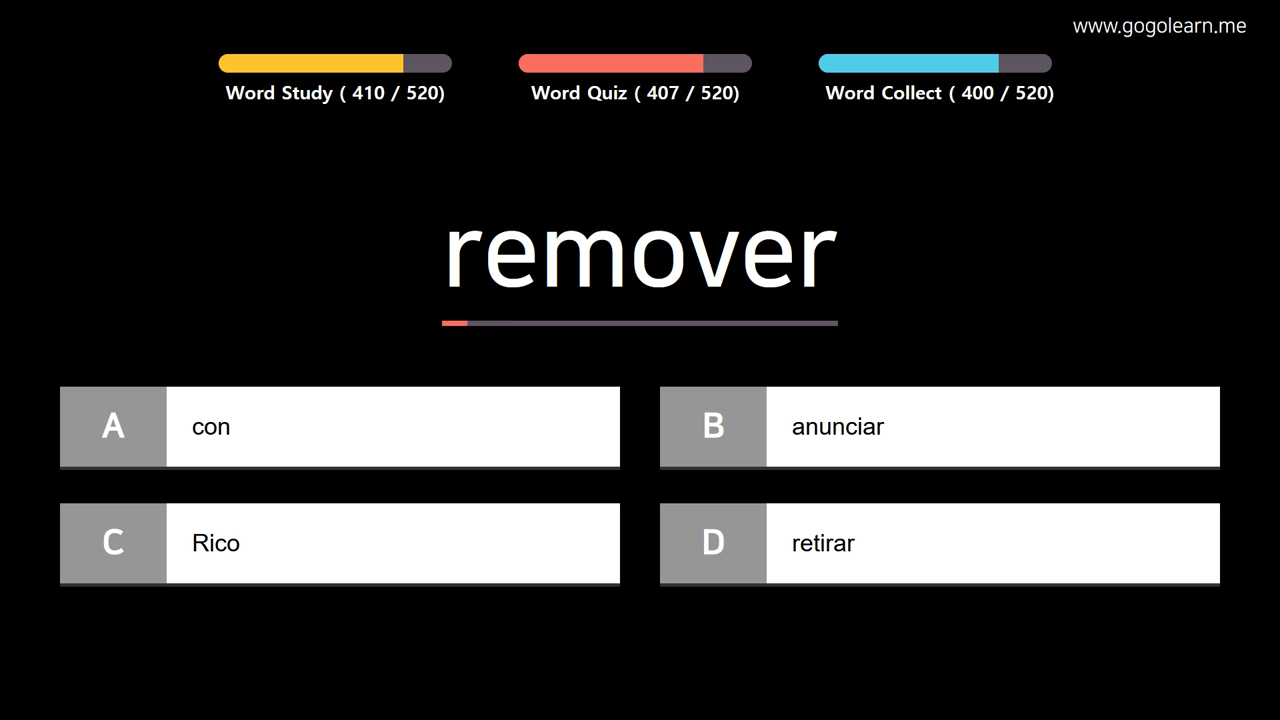 www.gogolearn.me
Word Study ( 410 / 520)
Word Quiz ( 407 / 520)
Word Collect ( 400 / 520)
remover
A con
B anunciar
C Rico
D retirar